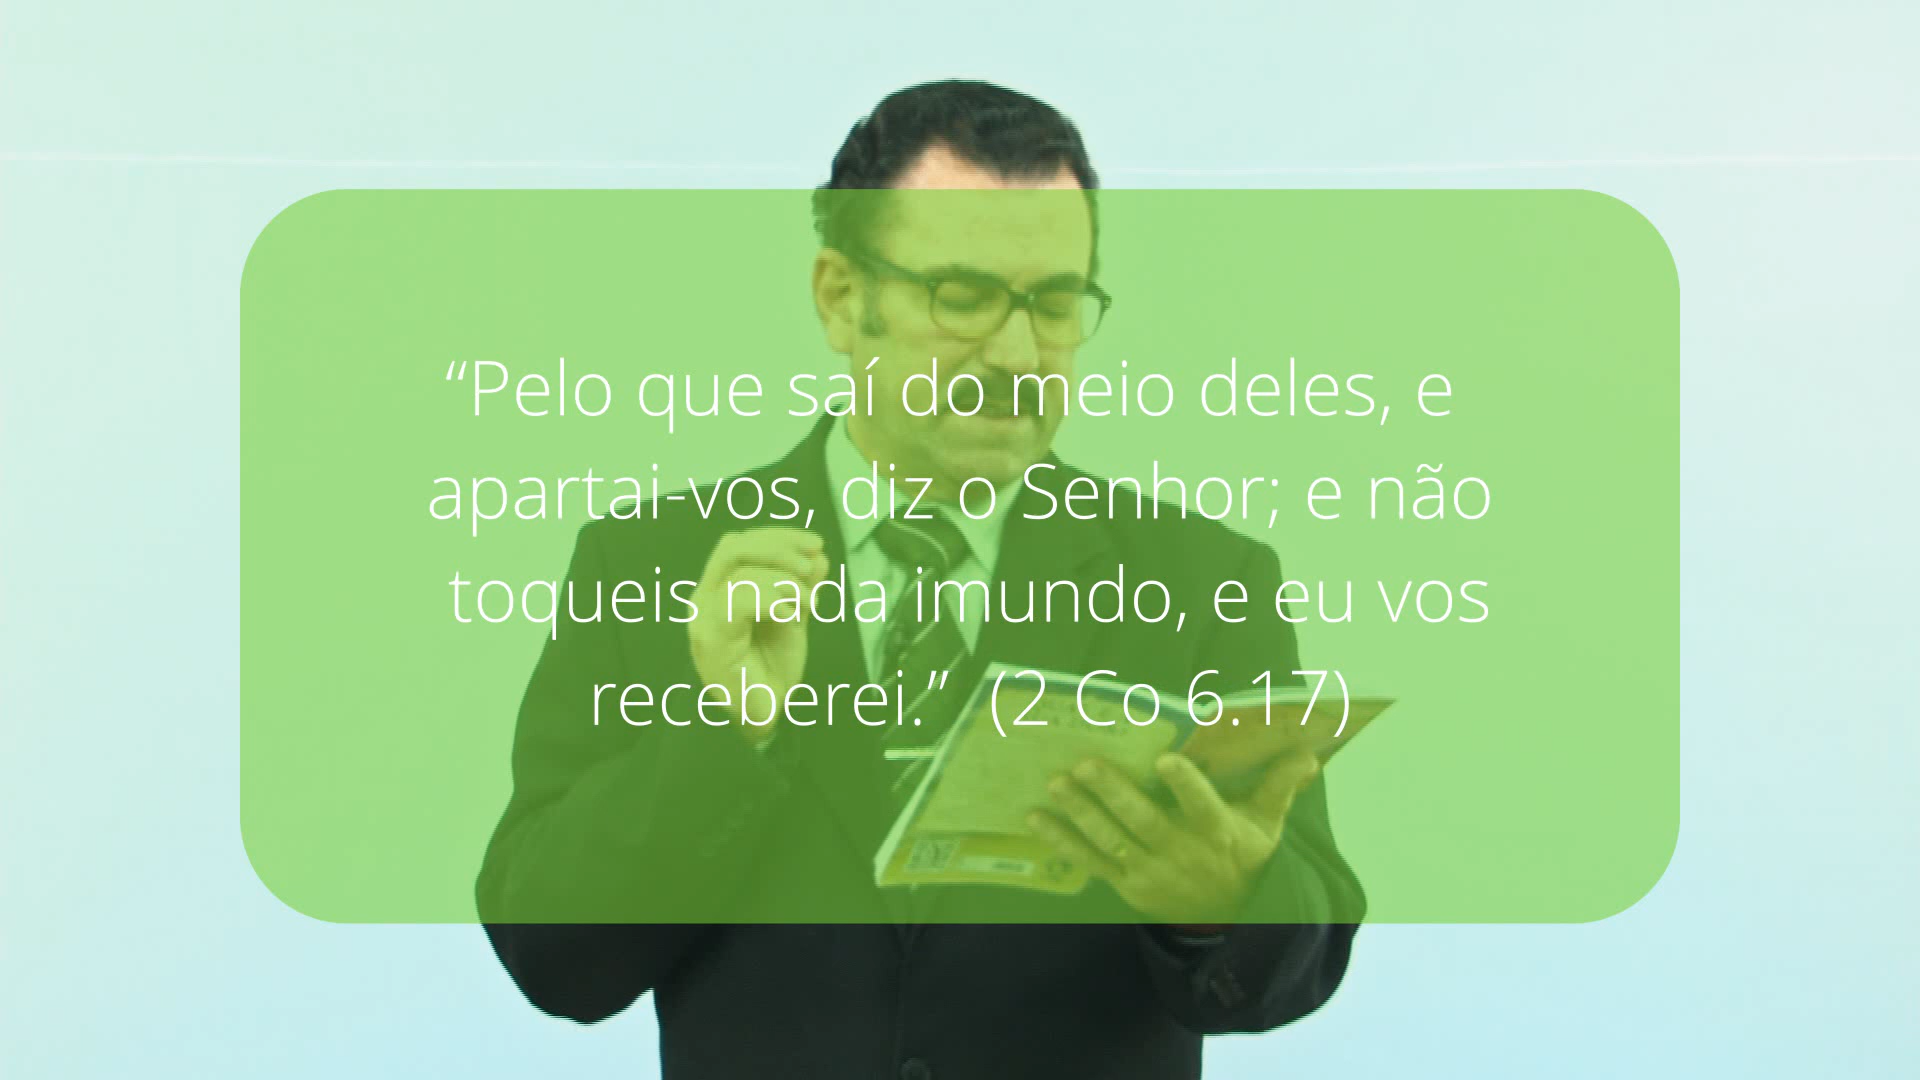 “Pelo que saí do meio deles, e
apartai-vos, diz o Senhor; e não
toqueis nada imundo, e eu vos
receberei.”  (2 Co 6.17)